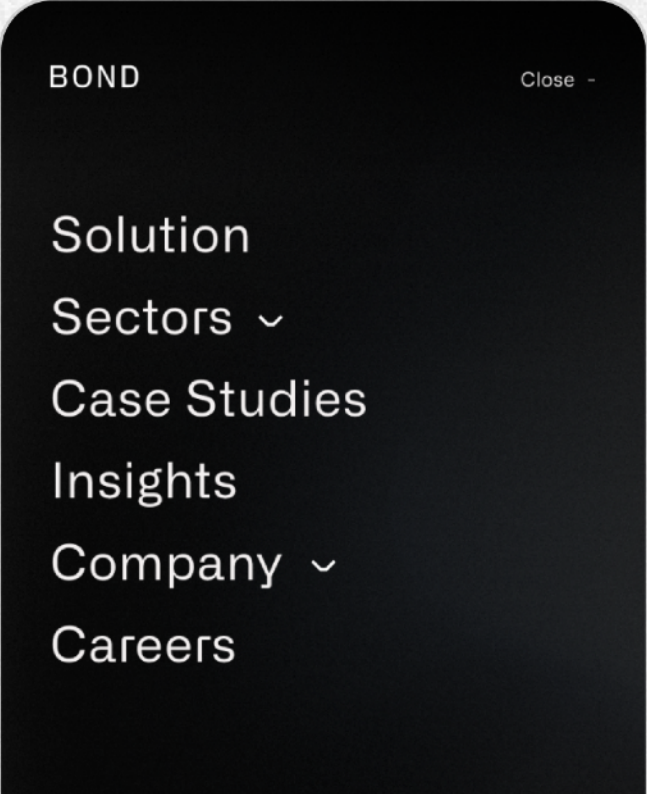 BOND
Close -
Solution
Sectors
Case Studies
Insights
Company
Careers